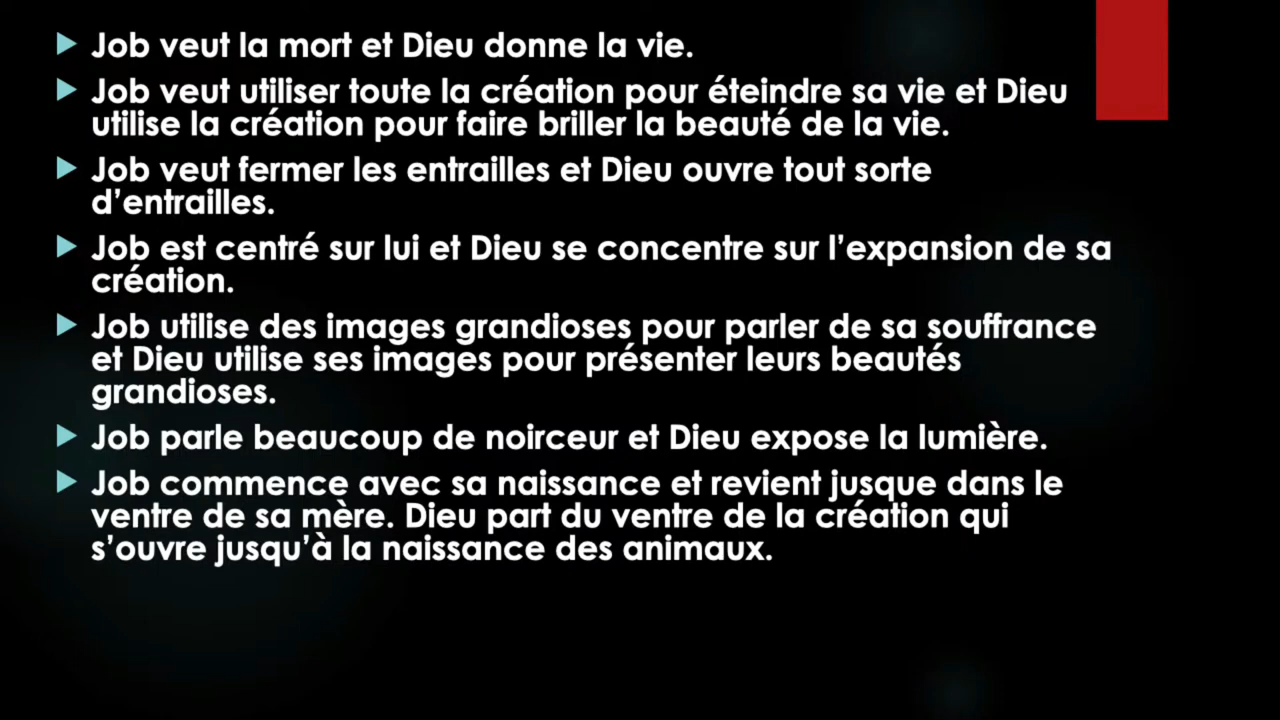 Job veut la mort et Dieu donne la vie.
Job veut utiliser toute la création pour éteindre sa vie et Dieu
utilise la création pour faire briller la beauté de la vie.
Job veut fermer les entrailles et Dieu ouvre tout sorte
d’entrailles.
Job est centré sur lui et Dieu se concentre sur l’expansion de sa
création.
Job utilise des images grandioses pour parler de sa souffrance
et Dieu utilise ses images pour présenter leurs beautés
grandioses.
Job parle beaucoup de noirceur et Dieu expose la lumière.
Job commence avec sa naissance et revient jusque dans le
ventre de sa mère. Dieu part du ventre de la création qui
s’ouvre jusqu’à la naissance des animaux.